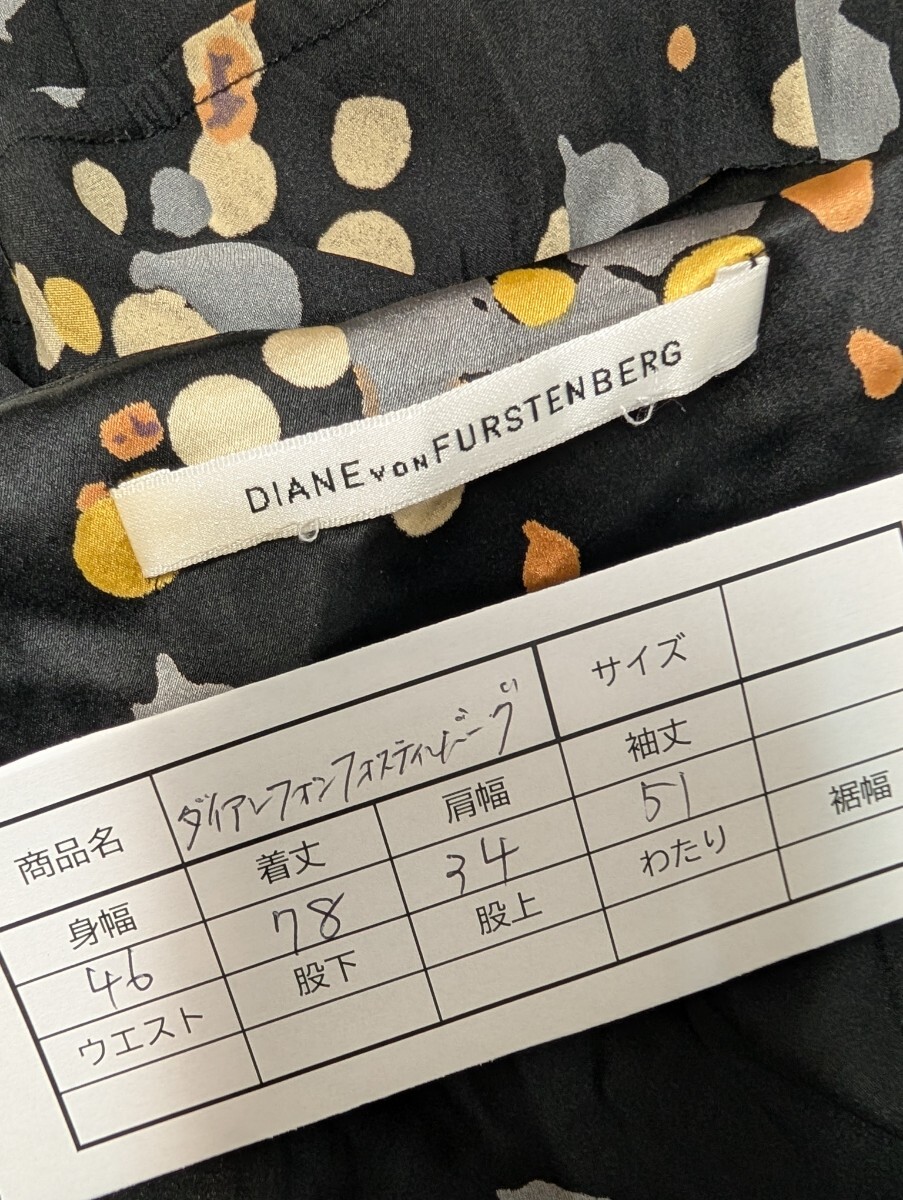 DIANE VON FURSTENBERG
商品名 ダイアンフォンフォスティンバーグ サイズ
身幅 着丈 肩幅 袖丈
46 78 34 51
ウエスト 股下 股上 わたり 裾幅